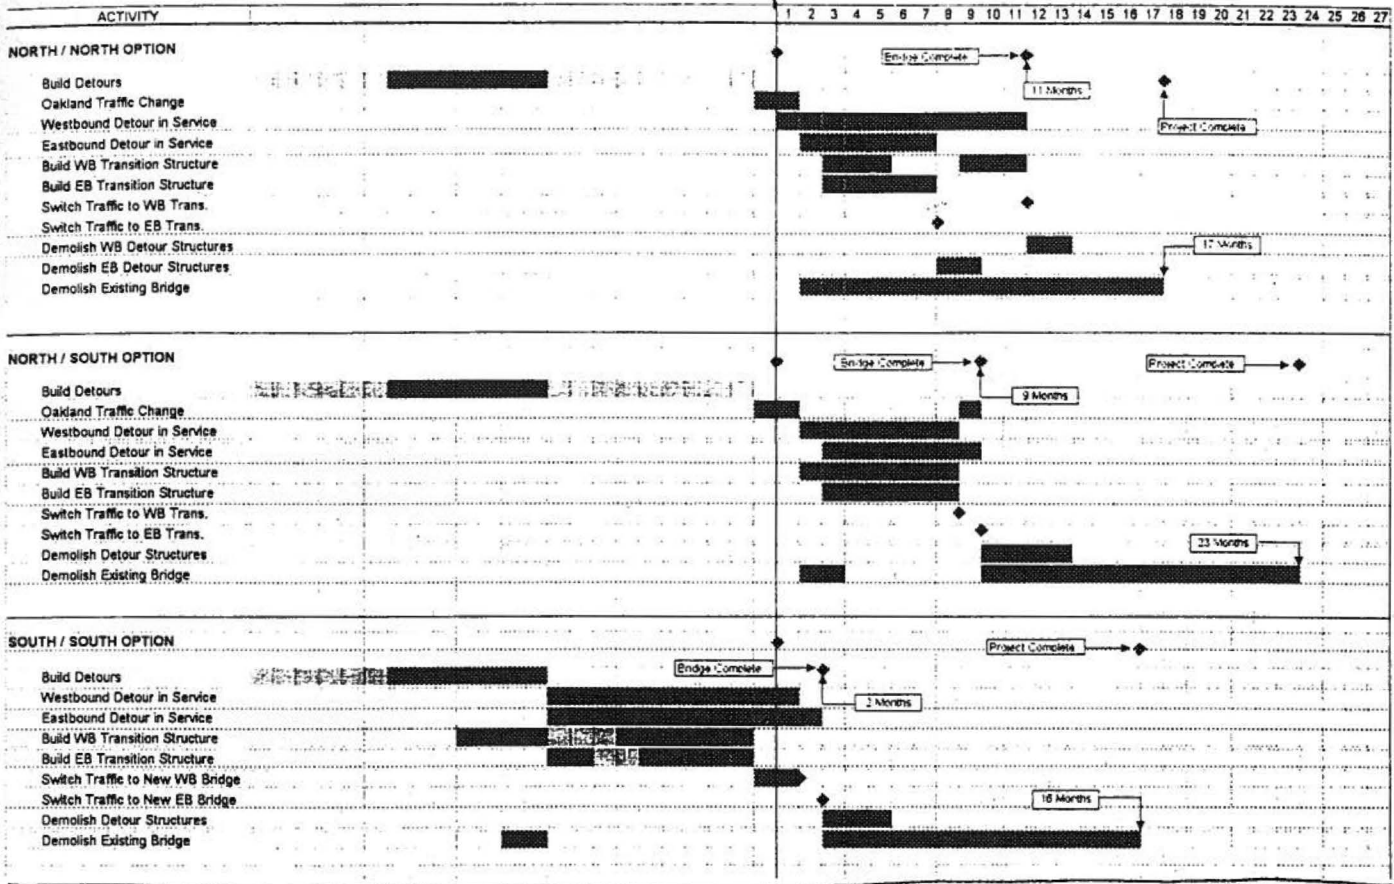 ACTIVITY 1 2 3 4 5 6 7 8 9 10 11 12 13 14 15 16 17 18 19 20 21 22 23 24 25 26 27
NORTH / NORTH OPTION
Bridge Complete
Build Detours
11 Months
Oakland Traffic Change
Westbound Detour in Service
Project Complete
Eastbound Detour in Service
Build WB Transition Structure
Build EB Transition Structure
Switch Traffic to WB Trans.
Switch Traffic to EB Trans.
Demolish WB Detour Structures
17 Months
Demolish EB Detour Structures
Demolish Existing Bridge
NORTH / SOUTH OPTION
Bridge Complete Project Complete
Build Detours
9 Months
Oakland Traffic Change
Westbound Detour in Service
Eastbound Detour in Service
Build WB Transition Structure
Build EB Transition Structure
Switch Traffic to WB Trans.
Switch Traffic to EB Trans.
23 Months
Demolish Detour Structures
Demolish Existing Bridge
SOUTH / SOUTH OPTION
Project Complete
Bridge Complete
Build Detours
Westbound Detour in Service
2 Months
Eastbound Detour in Service
Build WB Transition Structure
Build EB Transition Structure
Switch Traffic to New WB Bridge
Switch Traffic to New EB Bridge
16 Months
Demolish Detour Structures
Demolish Existing Bridge